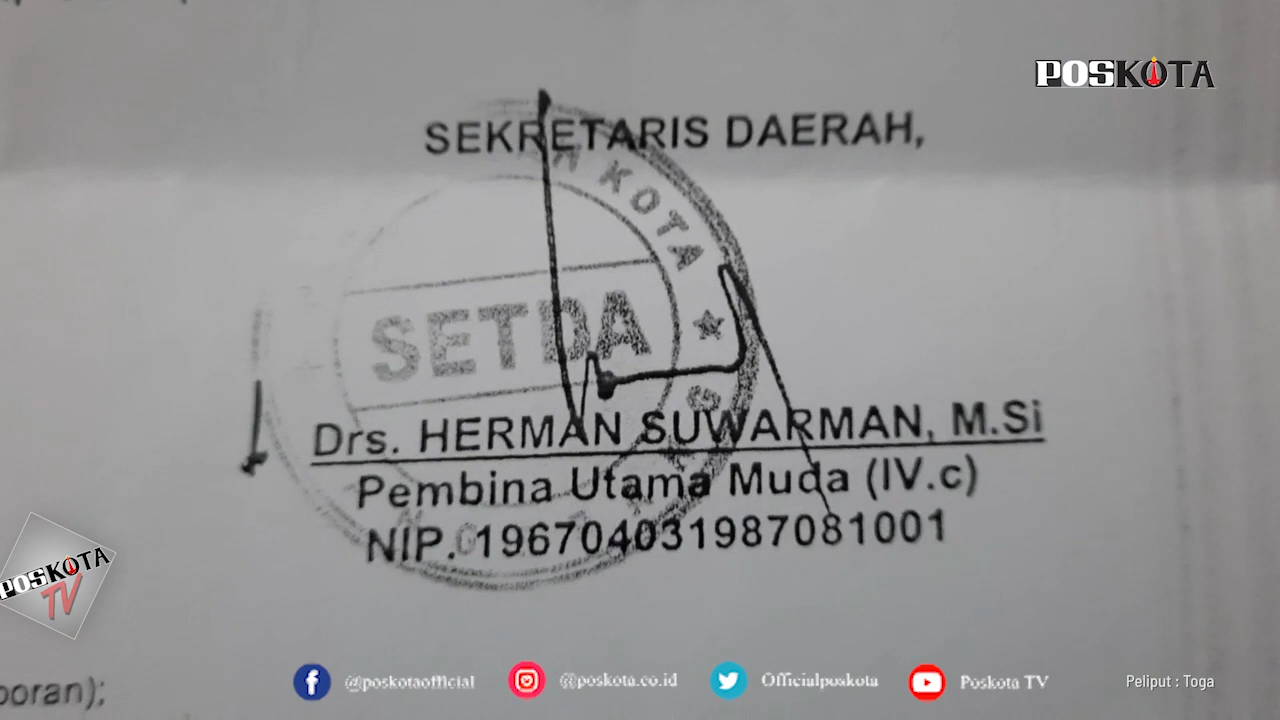 POSKOTA
SEKRETARIS DAERAH,
KOTA
SETDA
Drs. HERMAN SUWARMAN, M.Si
Pembina Utama Muda (IV.c)
NIP. 196704031987081001
POSKOTA
TV
poran);
@poskotaofficial
@poskota.co.id
Officialposkota
Poskota TV
Peliput : Toga